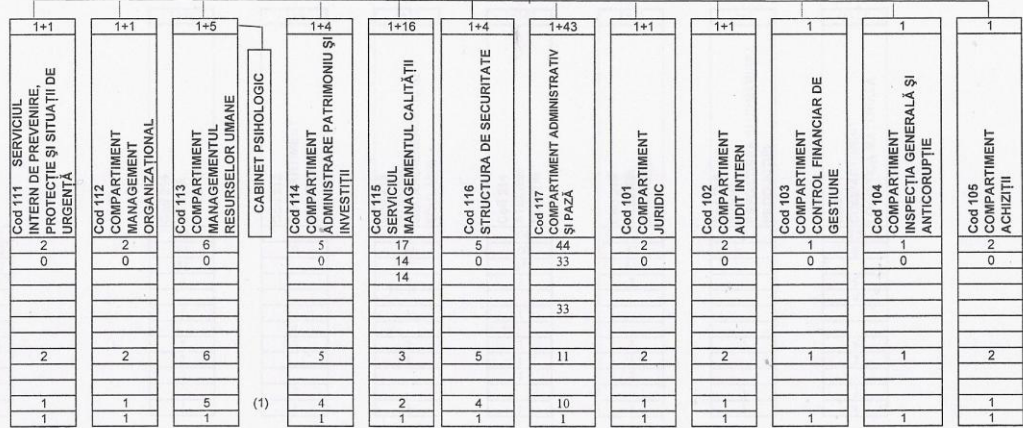 1+1
Cod 111 SERVICIUL
INTERN DE PREVENIRE,
PROTECȚIE ȘI SITUAȚII DE
URGENȚĂ
2
0
2
1
1
1+1
Cod 112
COMPARTIMENT
MANAGEMENT
ORGANIZAȚIONAL
2
0
2
1
1
1+5
Cod 113
COMPARTIMENT
MANAGEMENTUL
RESURSELOR UMANE
6
0
6
5
1
CABINET PSIHOLOGIC
(1)
1+4
Cod 114
COMPARTIMENT
ADMINISTRARE PATRIMONIU ȘI
INVESTIȚII
5
0
5
4
1
1+16
Cod 115
SERVICIUL
MANAGEMENTUL CALITĂȚII
17
14
14
3
2
1
1+4
Cod 116
STRUCTURA DE SECURITATE
5
0
5
4
1
1+43
Cod 117
COMPARTIMENT ADMINISTRATIV
ȘI PAZĂ
44
33
33
11
10
1
1+1
Cod 101
COMPARTIMENT
JURIDIC
2
0
2
1
1
1+1
Cod 102
COMPARTIMENT
AUDIT INTERN
2
0
2
1
1
1
Cod 103
COMPARTIMENT
CONTROL FINANCIAR DE
GESTIUNE
1
0
1
1
1
Cod 104
COMPARTIMENT
INSPECȚIA GENERALĂ ȘI
ANTICORUPȚIE
1
0
1
1
1
Cod 105
COMPARTIMENT
ACHIZIȚII
2
0
2
1
1